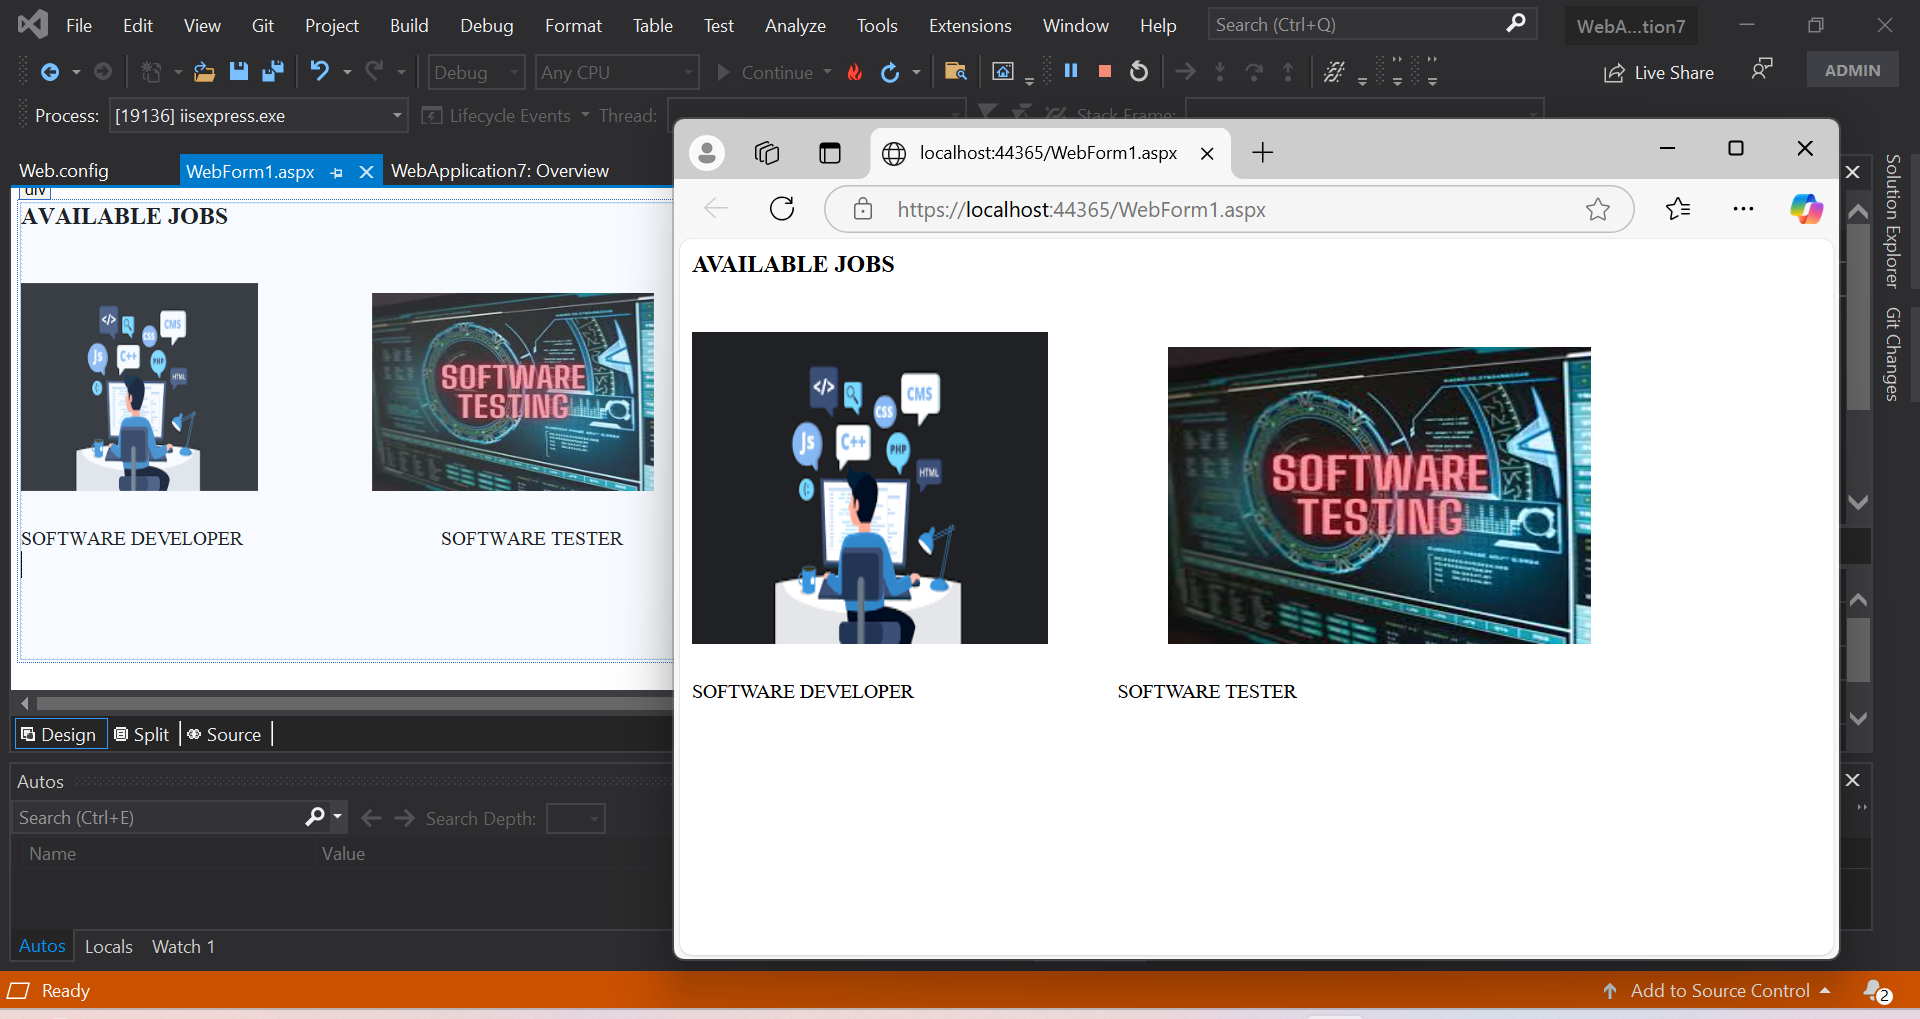 File Edit View Git Project Build Debug Format Table Test Analyze Tools Extensions Window Help Search (Ctrl+Q) WebA...tion7
Debug Any CPU Continue Live Share ADMIN
Process: [19136] iisexpress.exe Lifecycle Events Thread: Stack Frame:
Web.config WebForm1.aspx WebApplication7: Overview
div
AVAILABLE JOBS
</> CMS
CSS
Js C++ PHP
HTML
SOFTWARE
TESTING
SOFTWARE DEVELOPER SOFTWARE TESTER
Design Split Source
Autos
Search (Ctrl+E) Search Depth:
Name Value
Autos Locals Watch 1
localhost:44365/WebForm1.aspx
https://localhost:44365/WebForm1.aspx
AVAILABLE JOBS
</> CMS
CSS
Js C++ PHP
HTML
SOFTWARE
TESTING
SOFTWARE DEVELOPER SOFTWARE TESTER
Solution Explorer
Git Changes
Ready Add to Source Control 2